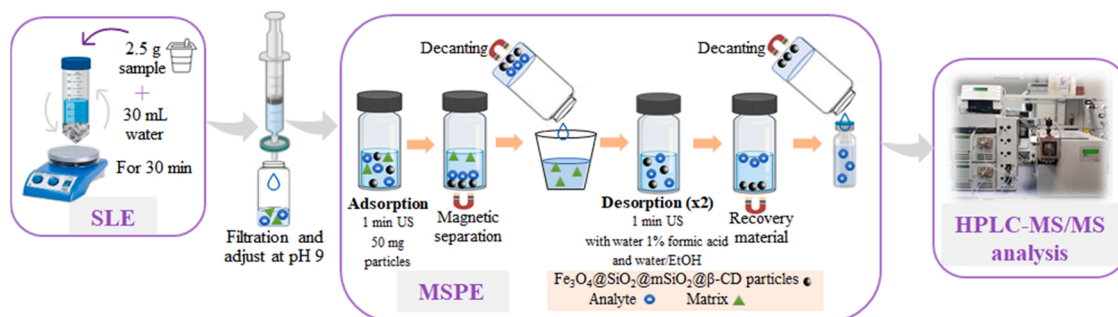 2.5 g
sample
+
30 mL
water
For 30 min
SLE
Filtration and
adjust at pH 9
Adsorption
1 min US
50 mg
particles
Magnetic
separation
Decanting
Desorption (x2)
1 min US
with water 1% formic acid
and water/EtOH
Recovery
material
Decanting
MSPE
Fe₃O₄@SiO₂@mSiO₂@β-CD particles
Analyte Matrix
HPLC-MS/MS
analysis